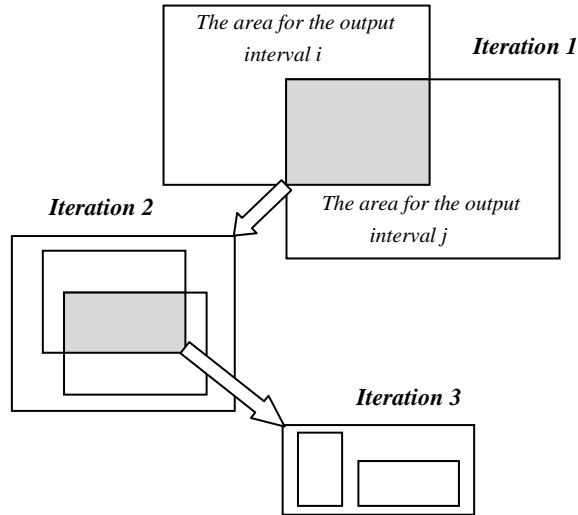 The area for the output
interval i
Iteration 1
Iteration 2
The area for the output
interval j
Iteration 3